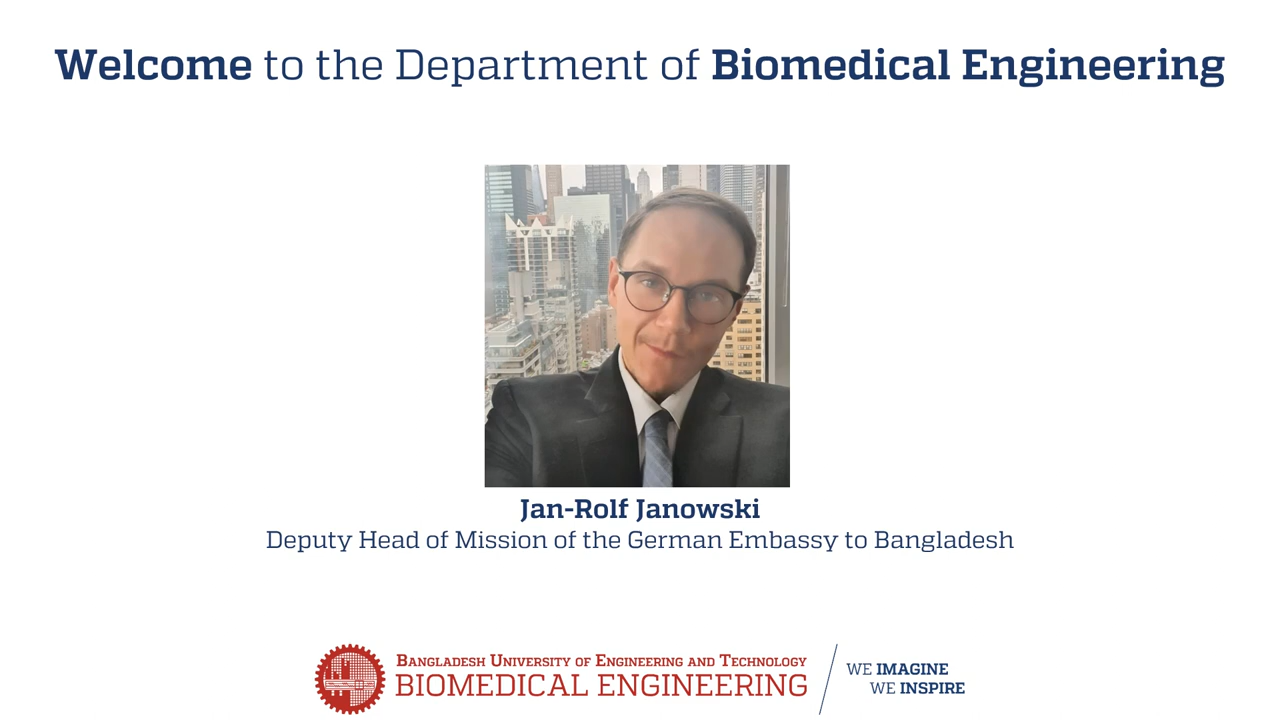 Welcome to the Department of Biomedical Engineering
Jan-Rolf Janowski
Deputy Head of Mission of the German Embassy to Bangladesh
BANGLADESH UNIVERSITY OF ENGINEERING AND TECHNOLOGY
BIOMEDICAL ENGINEERING
WE IMAGINE
WE INSPIRE